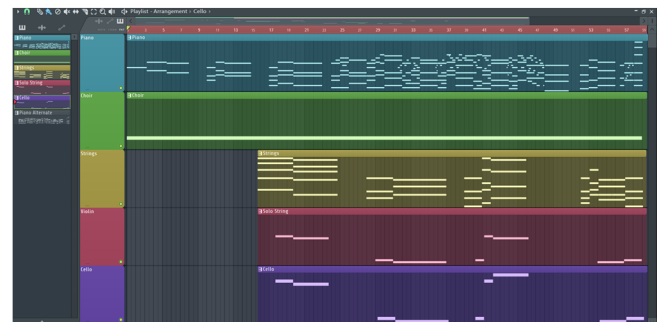 Playlist - Arrangement › Cello ›
Piano
Choir
Strings
Solo String
Cello
Piano Alternate
Piano
Piano
Choir
Choir
Strings
Strings
Violin
Solo String
Cello
Cello